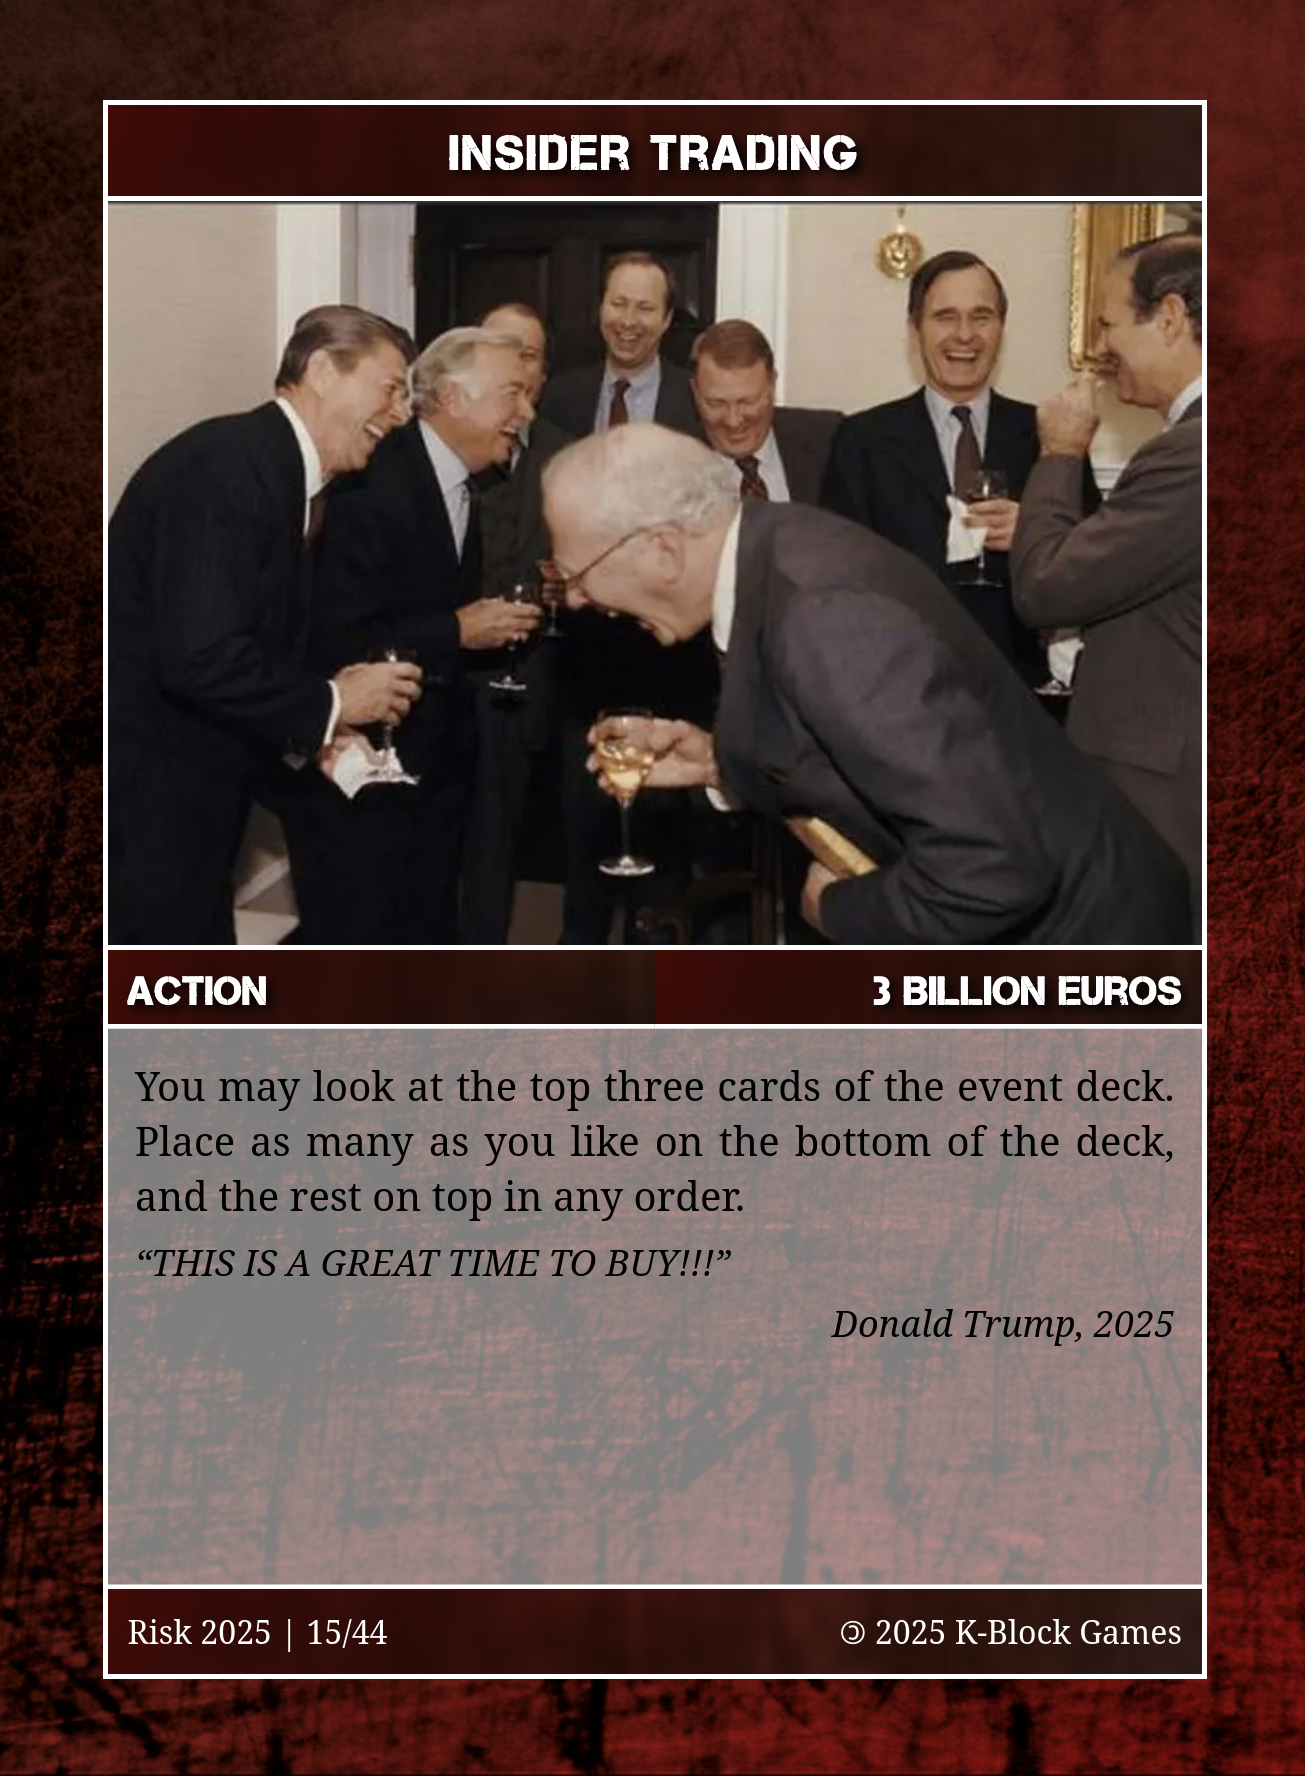 INSIDER TRADING
ACTION
3 BILLION EUROS
You may look at the top three cards of the event deck.
Place as many as you like on the bottom of the deck,
and the rest on top in any order.
“THIS IS A GREAT TIME TO BUY!!!”
Donald Trump, 2025
Risk 2025 | 15/44
🄯 2025 K-Block Games